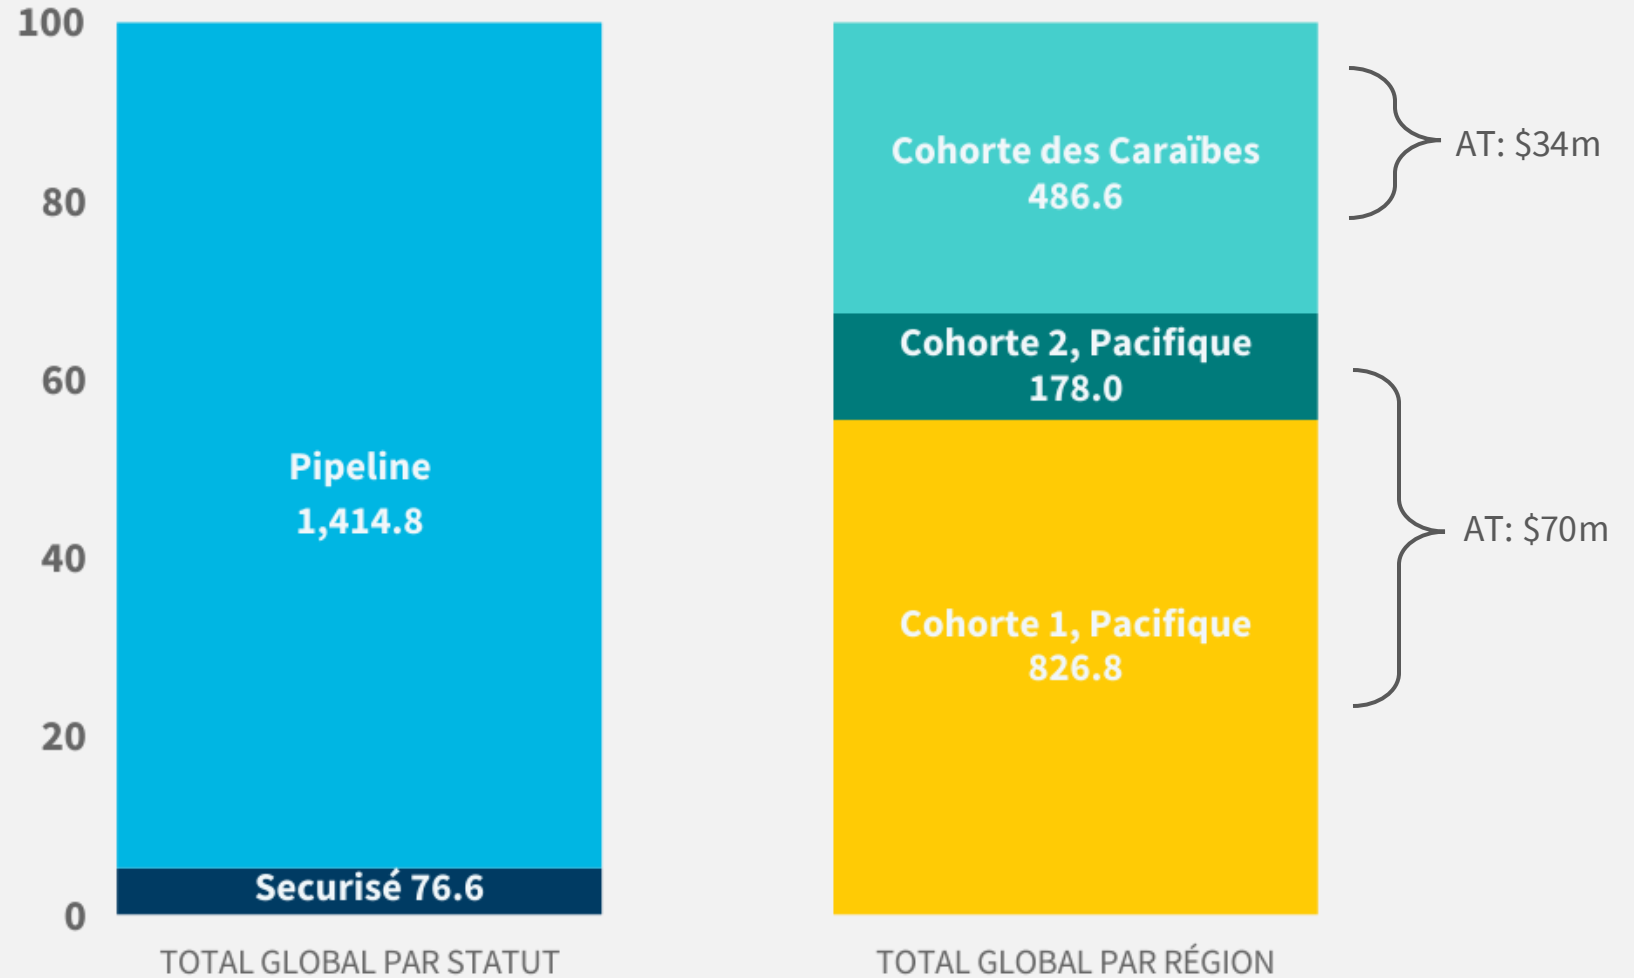 100
80
60
40
20
0
Pipeline
1,414.8
Securisé 76.6
TOTAL GLOBAL PAR STATUT
Cohorte des Caraïbes
486.6
Cohorte 2, Pacifique
178.0
Cohorte 1, Pacifique
826.8
TOTAL GLOBAL PAR RÉGION
AT: $34m
AT: $70m